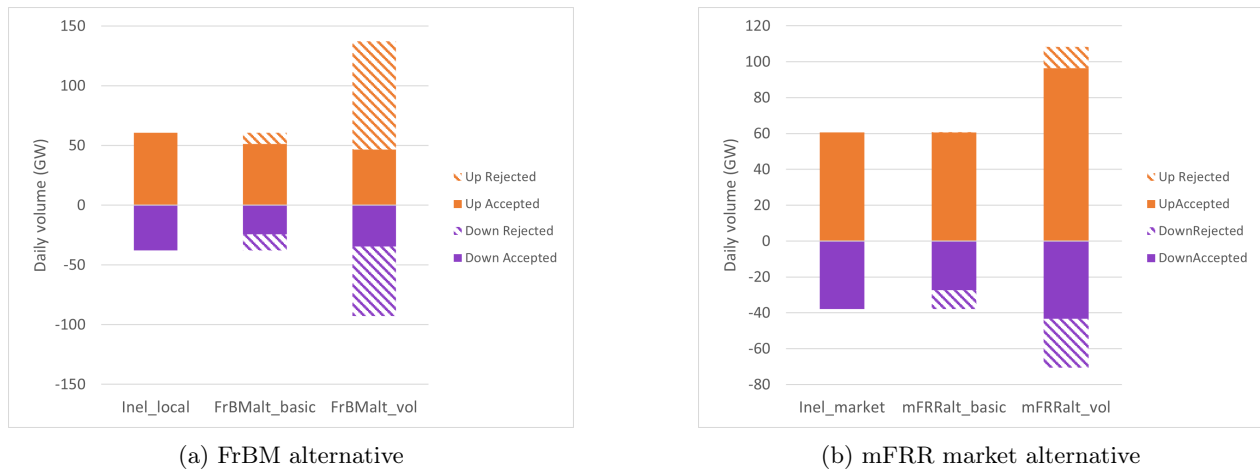 150
100
50
0
-50
-100
-150
Daily volume (GW)
Inel_local FrBMalt_basic FrBMalt_vol
Up Rejected
Up Accepted
Down Rejected
Down Accepted
(a) FrBM alternative
120
100
80
60
40
20
0
-20
-40
-60
-80
Daily volume (GW)
Inel_market mFRRalt_basic mFRRalt_vol
Up Rejected
UpAccepted
DownRejected
DownAccepted
(b) mFRR market alternative